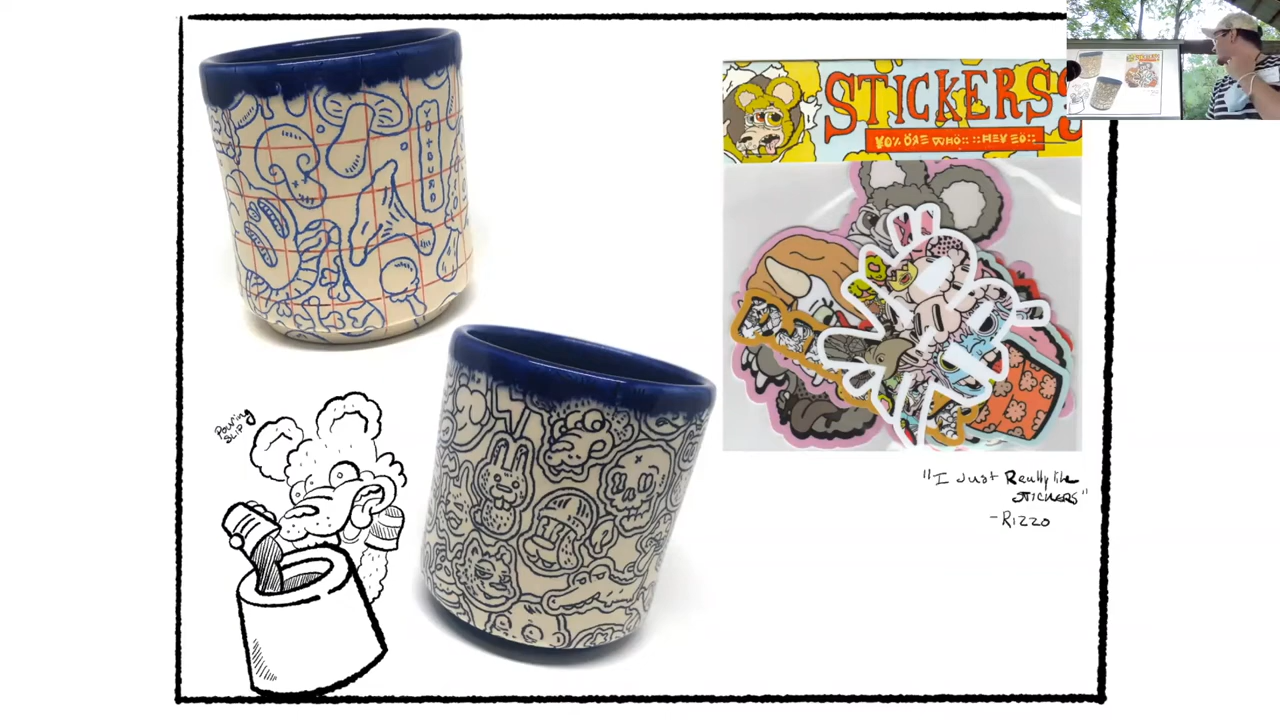 STICKERS
Pouring
SLIP
"I Just Really like
STICKERS"
-Rizzo